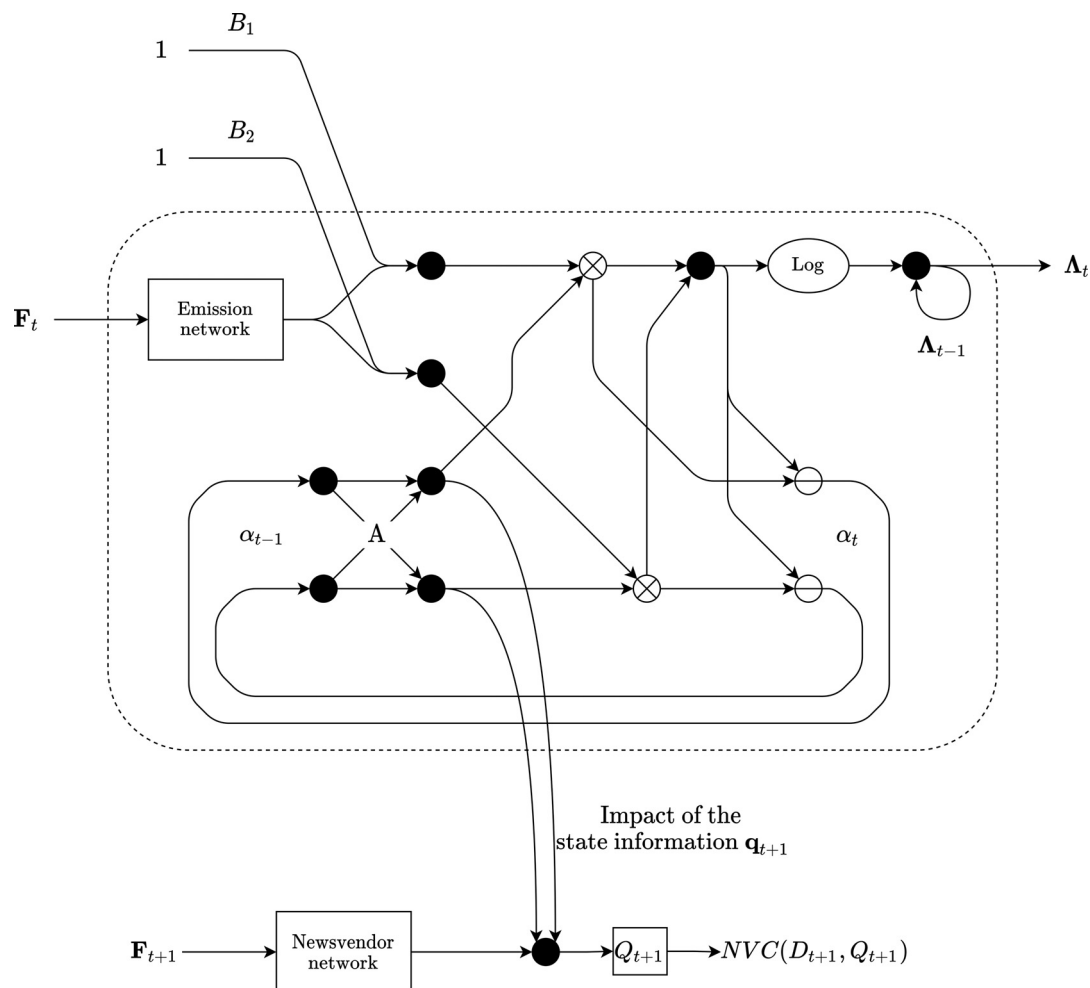 1 B₁
1 B₂
Log
𝚲ₜ
Emission
network
𝐅ₜ
𝚲ₜ₋₁
αₜ₋₁
A
αₜ
Impact of the
state information 𝐪ₜ₊₁
𝐅ₜ₊₁
Newsvendor
network
Qₜ₊₁
NVC(Dₜ₊₁, Qₜ₊₁)